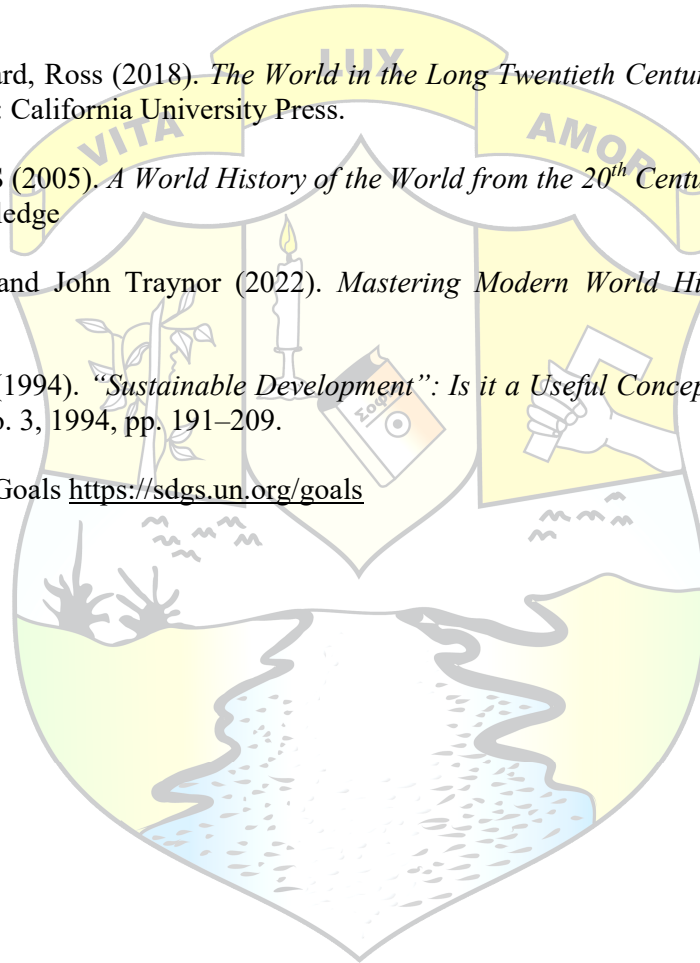 LUX
VITA
AMOR
ard, Ross (2018). The World in the Long Twentieth Centur
: California University Press.
S (2005). A World History of the World from the 20th Centu
ledge
and John Traynor (2022). Mastering Modern World Hi
(1994). “Sustainable Development”: Is it a Useful Concep
o. 3, 1994, pp. 191–209.
Goals https://sdgs.un.org/goals
Σοφι